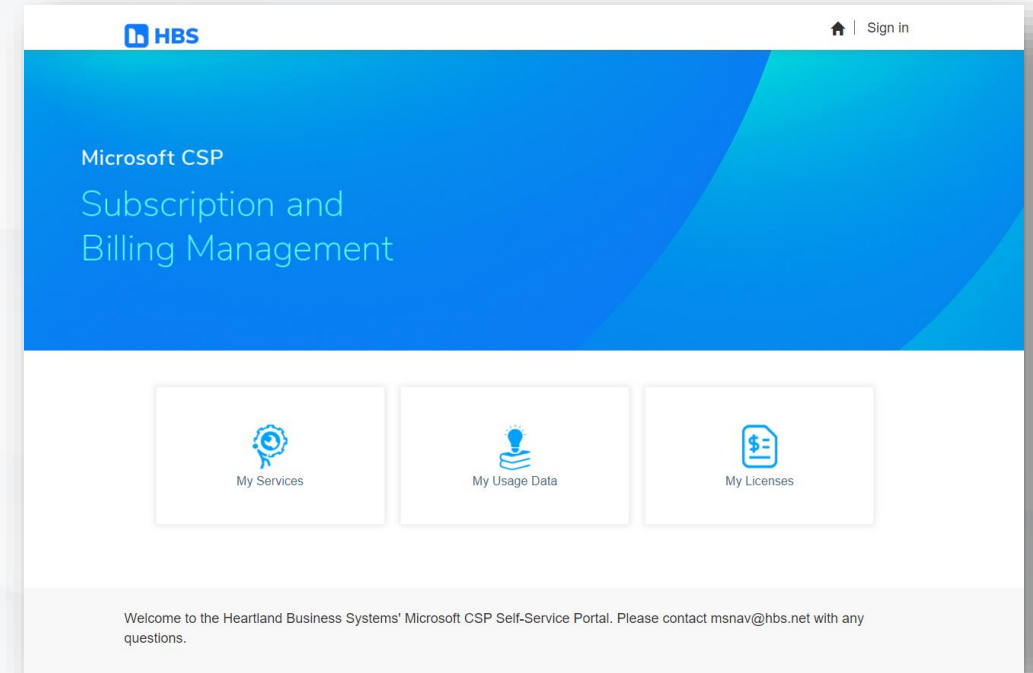 HBS
Sign in
Microsoft CSP
Subscription and
Billing Management
My Services
My Usage Data
My Licenses
Welcome to the Heartland Business Systems' Microsoft CSP Self-Service Portal. Please contact msnav@hbs.net with any
questions.